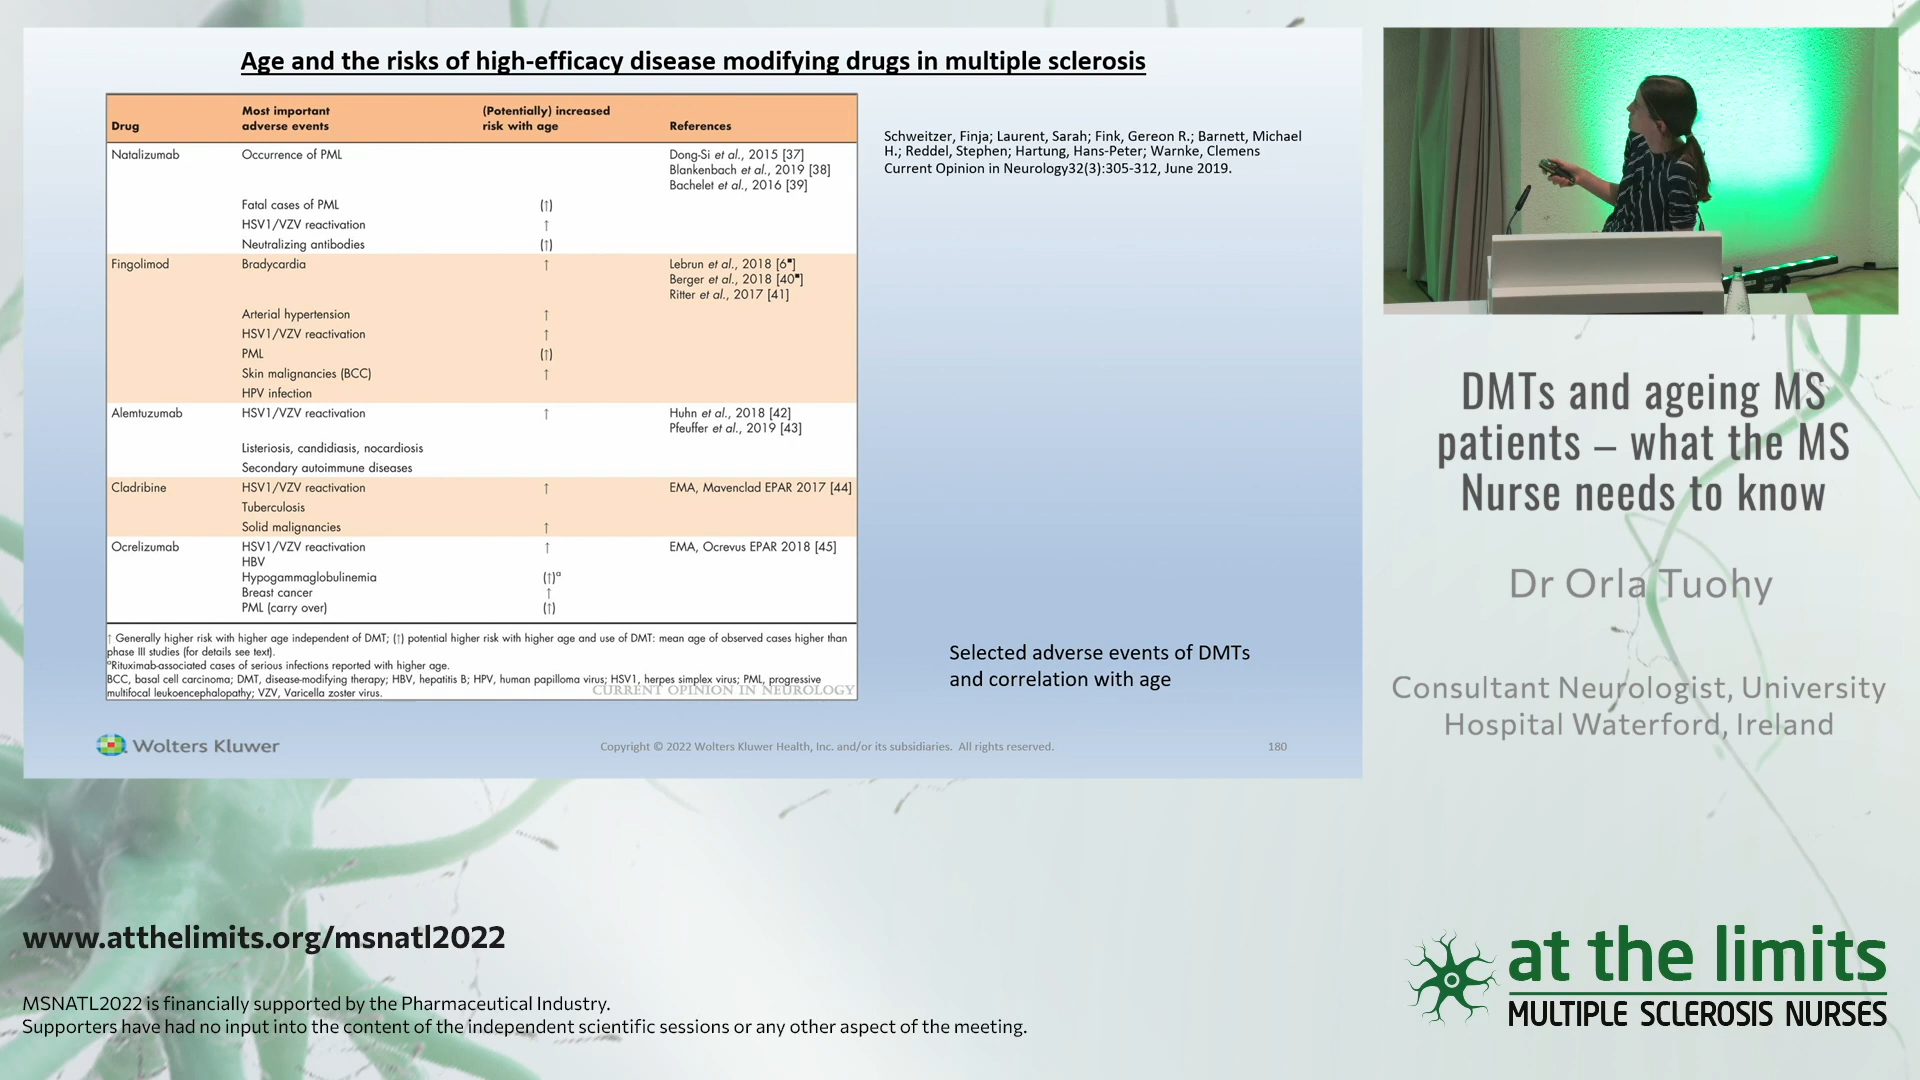 Age and the risks of high-efficacy disease modifying drugs in multiple sclerosis
Drug Most important adverse events (Potentially) increased risk with age References
Natalizumab Occurrence of PML Dong-Si et al., 2015 [37]
Blankenbach et al., 2019 [38]
Bachelet et al., 2016 [39]
Fatal cases of PML (↑)
HSV1/VZV reactivation ↑
Neutralizing antibodies (↑)
Fingolimod Bradycardia ↑ Lebrun et al., 2018 [6▪]
Berger et al., 2018 [40▪]
Ritter et al., 2017 [41]
Arterial hypertension ↑
HSV1/VZV reactivation ↑
PML (↑)
Skin malignancies (BCC) ↑
HPV infection
Alemtuzumab HSV1/VZV reactivation ↑ Huhn et al., 2018 [42]
Pfeuffer et al., 2019 [43]
Listeriosis, candidiasis, nocardiosis
Secondary autoimmune diseases
Cladribine HSV1/VZV reactivation ↑ EMA, Mavenclad EPAR 2017 [44]
Tuberculosis
Solid malignancies ↑
Ocrelizumab HSV1/VZV reactivation ↑ EMA, Ocrevus EPAR 2018 [45]
HBV
Hypogammaglobulinemia (↑)ª
Breast cancer ↑
PML (carry over) (↑)
↑ Generally higher risk with higher age independent of DMT; (↑) potential higher risk with higher age and use of DMT: mean age of observed cases higher than
phase III studies (for details see text).
ªRituximab-associated cases of serious infections reported with higher age.
BCC, basal cell carcinoma; DMT, disease-modifying therapy; HBV, hepatitis B; HPV, human papilloma virus; HSV1, herpes simplex virus; PML, progressive
multifocal leukoencephalopathy; VZV, Varicella zoster virus.
CURRENT OPINION IN NEUROLOGY
Schweitzer, Finja; Laurent, Sarah; Fink, Gereon R.; Barnett, Michael
H.; Reddel, Stephen; Hartung, Hans-Peter; Warnke, Clemens
Current Opinion in Neurology32(3):305-312, June 2019.
Selected adverse events of DMTs
and correlation with age
Wolters Kluwer
Copyright © 2022 Wolters Kluwer Health, Inc. and/or its subsidiaries. All rights reserved.
180
DMTs and ageing MS
patients – what the MS
Nurse needs to know
Dr Orla Tuohy
Consultant Neurologist, University
Hospital Waterford, Ireland
www.atthelimits.org/msnatl2022
MSNATL2022 is financially supported by the Pharmaceutical Industry.
Supporters have had no input into the content of the independent scientific sessions or any other aspect of the meeting.
at the limits
MULTIPLE SCLEROSIS NURSES